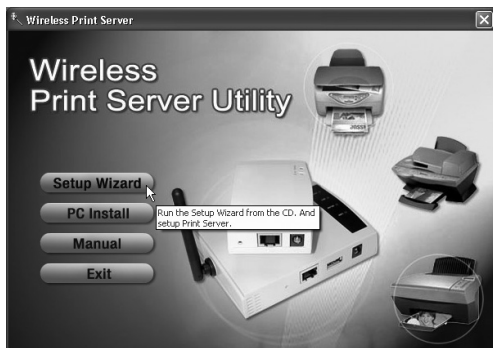 Wireless Print Server
Wireless
Print Server Utility
Setup Wizard
PC Install
Run the Setup Wizard from the CD. And
setup Print Server.
Manual
Exit